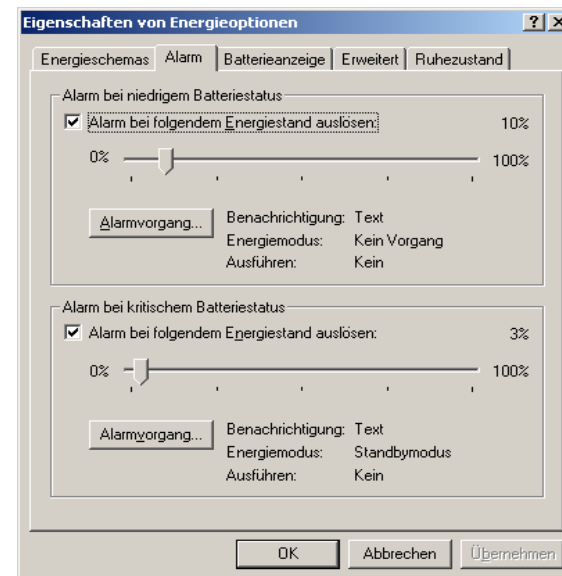 Eigenschaften von Energieoptionen
Energieschemas Alarm Batterieanzeige Erweitert Ruhezustand
Alarm bei niedrigem Batteriestatus
Alarm bei folgendem Energiestand auslösen: 10%
0% 100%
Alarmvorgang... Benachrichtigung: Text
Energiemodus: Kein Vorgang
Ausführen: Kein
Alarm bei kritischem Batteriestatus
Alarm bei folgendem Energiestand auslösen: 3%
0% 100%
Alarmvorgang... Benachrichtigung: Text
Energiemodus: Standbymodus
Ausführen: Kein
OK Abbrechen Übernehmen